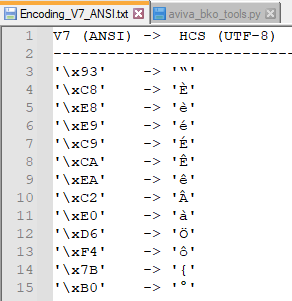 Encoding_V7_ANSI.txt
aviva_bko_tools.py
1 V7 (ANSI) -> HCS (UTF-8)
2 ----------------------------
3 '\x93' -> '“'
4 '\xC8' -> 'È'
5 '\xE8' -> 'è'
6 '\xE9' -> 'é'
7 '\xC9' -> 'É'
8 '\xCA' -> 'Ê'
9 '\xEA' -> 'ê'
10 '\xC2' -> 'Â'
11 '\xE0' -> 'à'
12 '\xD6' -> 'Ö'
13 '\xF4' -> 'ô'
14 '\x7B' -> '{'
15 '\xB0' -> '°'